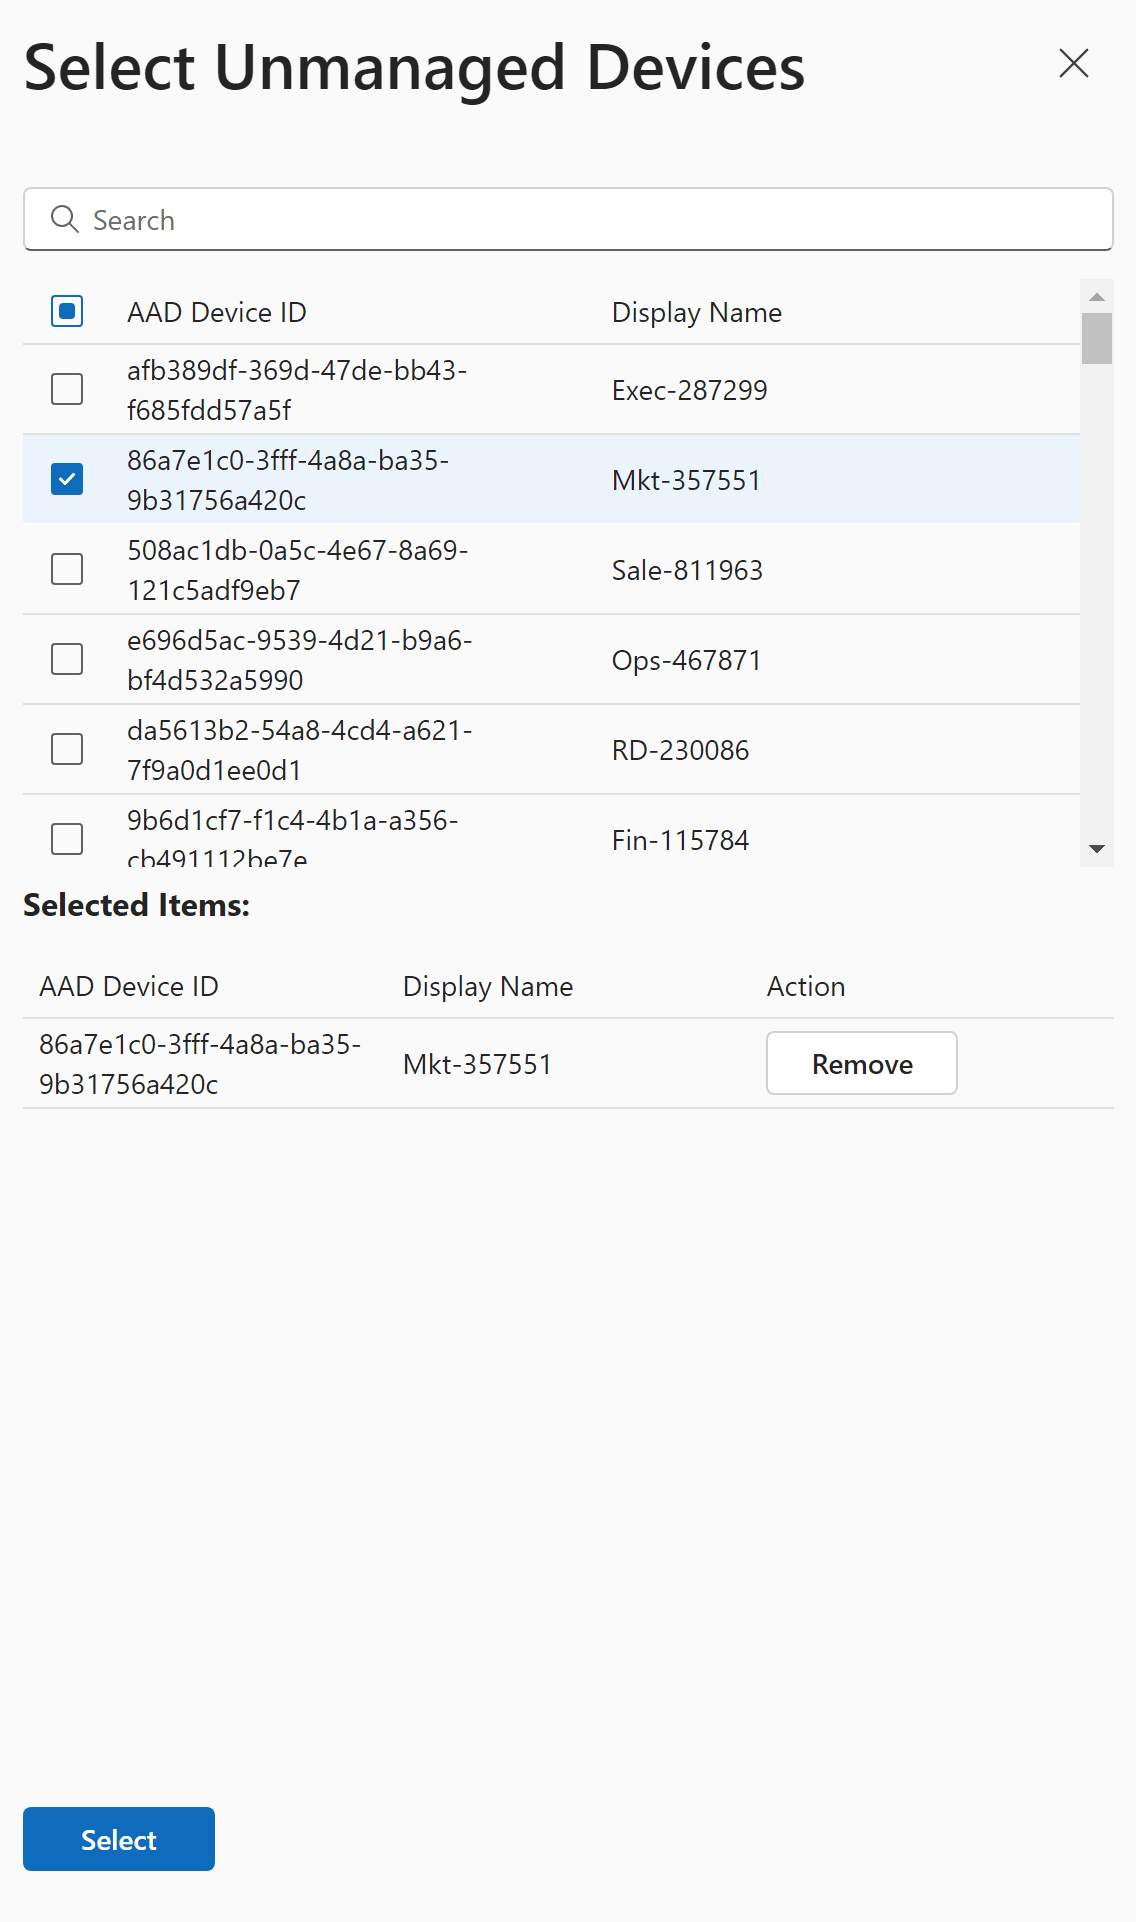 Select Unmanaged Devices
Search
AAD Device ID Display Name
afb389df-369d-47de-bb43-
f685fdd57a5f
Exec-287299
86a7e1c0-3fff-4a8a-ba35-
9b31756a420c
Mkt-357551
508ac1db-0a5c-4e67-8a69-
121c5adf9eb7
Sale-811963
e696d5ac-9539-4d21-b9a6-
bf4d532a5990
Ops-467871
da5613b2-54a8-4cd4-a621-
7f9a0d1ee0d1
RD-230086
9b6d1cf7-f1c4-4b1a-a356-
cb491112be7e
Fin-115784
Selected Items:
AAD Device ID Display Name Action
86a7e1c0-3fff-4a8a-ba35-
9b31756a420c
Mkt-357551
Remove
Select